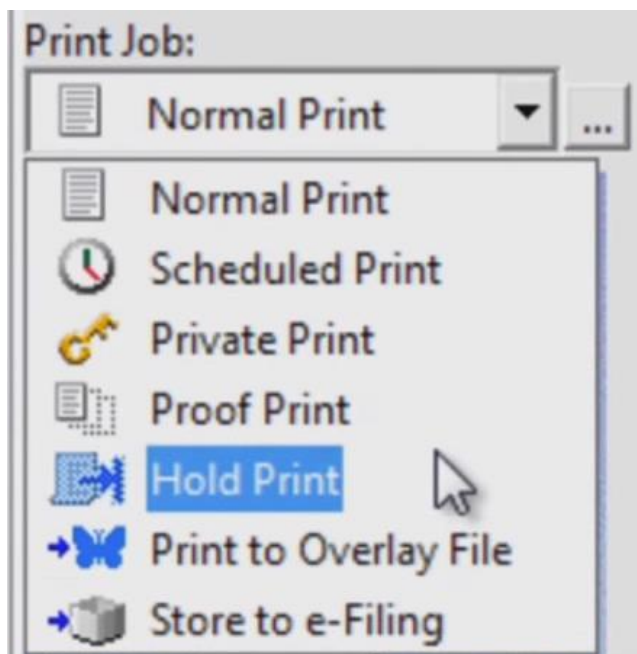 Print Job:
Normal Print
...
Normal Print
Scheduled Print
Private Print
Proof Print
Hold Print
Print to Overlay File
Store to e-Filing